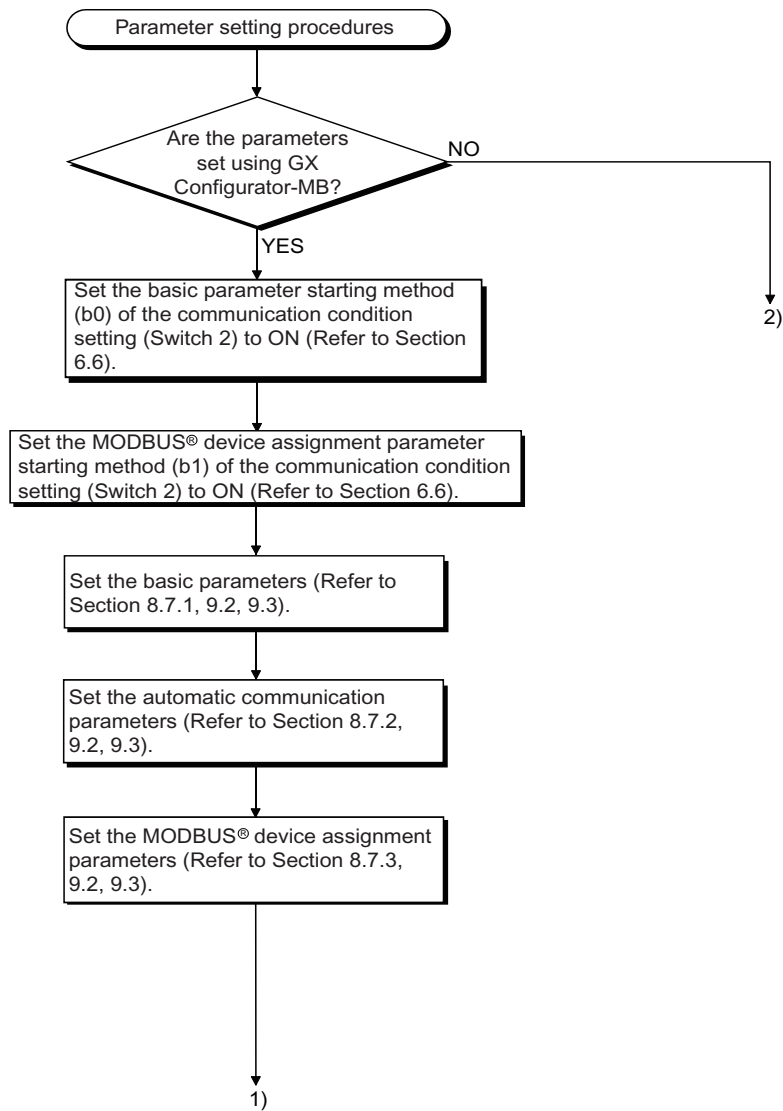 Parameter setting procedures
Are the parameters
set using GX
Configurator-MB?
NO
YES
Set the basic parameter starting method
(b0) of the communication condition
setting (Switch 2) to ON (Refer to Section
6.6).
2)
Set the MODBUS® device assignment parameter
starting method (b1) of the communication condition
setting (Switch 2) to ON (Refer to Section 6.6).
Set the basic parameters (Refer to
Section 8.7.1, 9.2, 9.3).
Set the automatic communication
parameters (Refer to Section 8.7.2,
9.2, 9.3).
Set the MODBUS® device assignment
parameters (Refer to Section 8.7.3,
9.2, 9.3).
1)